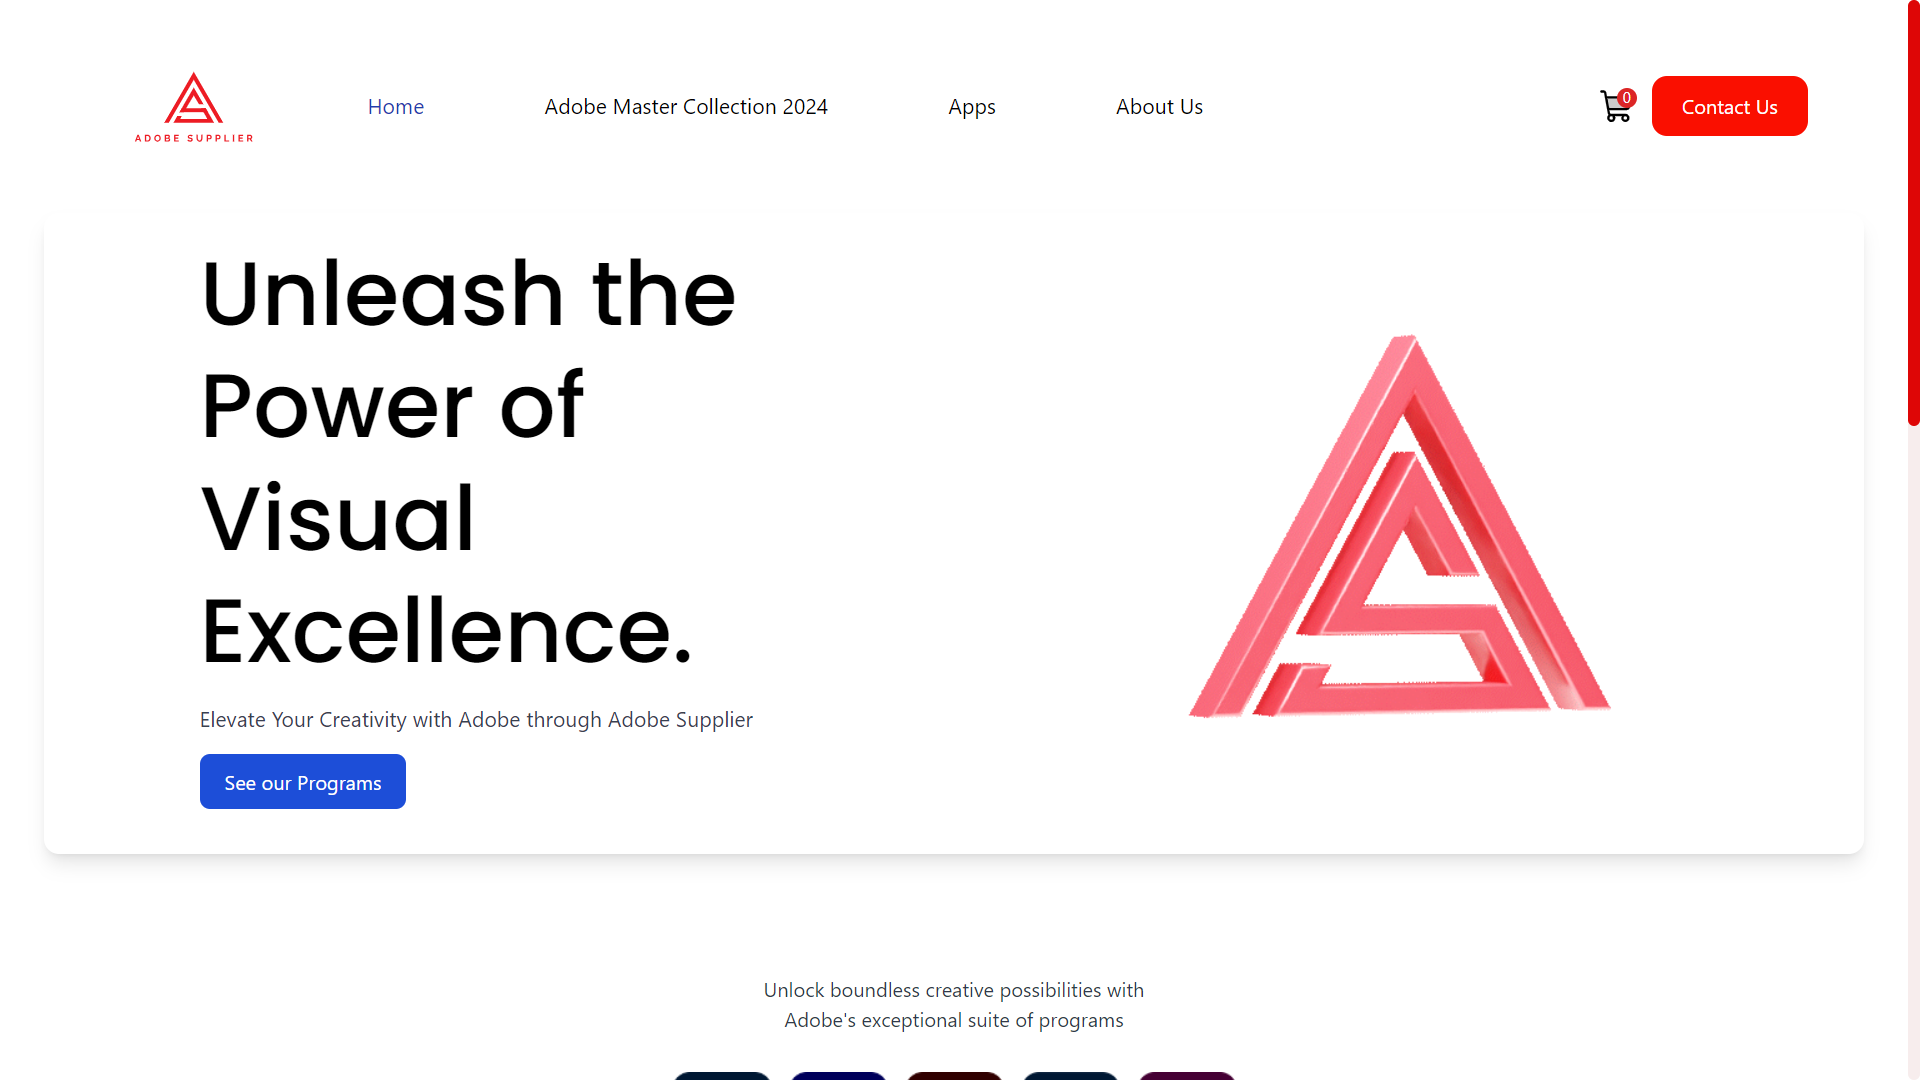 ADOBE SUPPLIER
Home
Adobe Master Collection 2024
Apps
About Us
0
Contact Us
Unleash the
Power of
Visual
Excellence.
Elevate Your Creativity with Adobe through Adobe Supplier
See our Programs
Unlock boundless creative possibilities with
Adobe's exceptional suite of programs